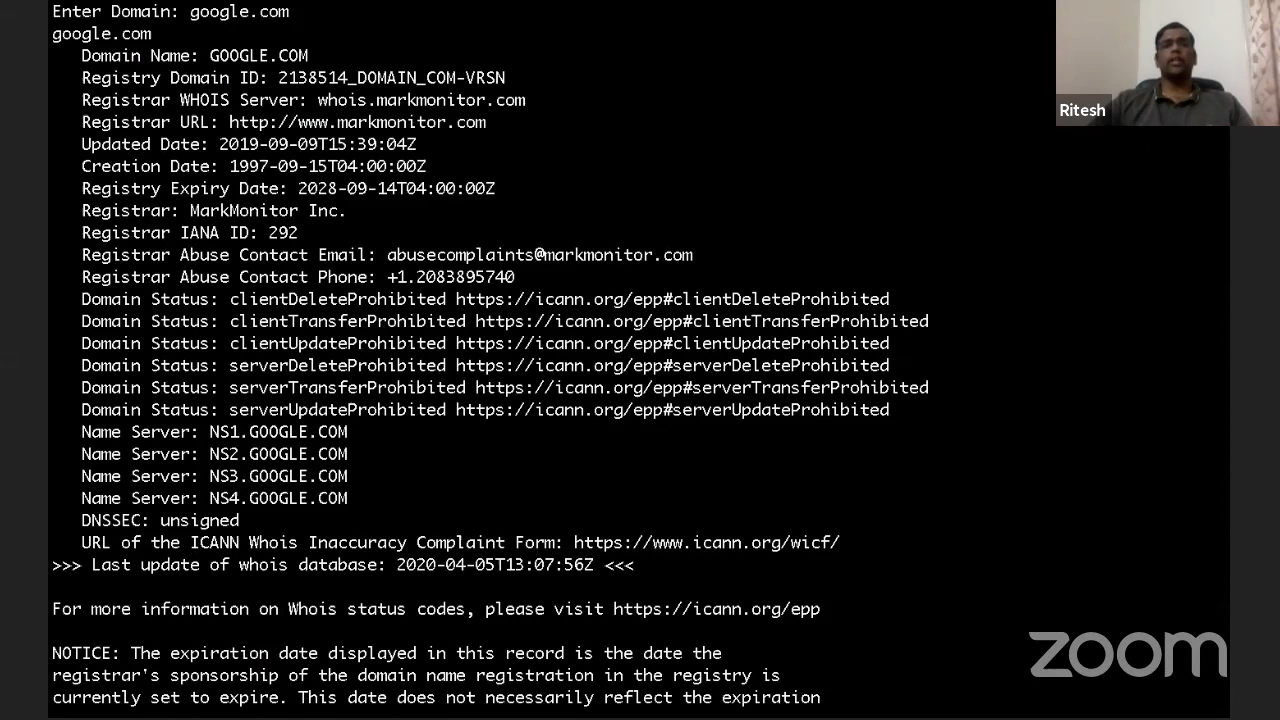 Enter Domain: google.com
google.com
Domain Name: GOOGLE.COM
Registry Domain ID: 2138514_DOMAIN_COM-VRSN
Registrar WHOIS Server: whois.markmonitor.com
Registrar URL: http://www.markmonitor.com
Updated Date: 2019-09-09T15:39:04Z
Creation Date: 1997-09-15T04:00:00Z
Registry Expiry Date: 2028-09-14T04:00:00Z
Registrar: MarkMonitor Inc.
Registrar IANA ID: 292
Registrar Abuse Contact Email: abusecomplaints@markmonitor.com
Registrar Abuse Contact Phone: +1.2083895740
Domain Status: clientDeleteProhibited https://icann.org/epp#clientDeleteProhibited
Domain Status: clientTransferProhibited https://icann.org/epp#clientTransferProhibited
Domain Status: clientUpdateProhibited https://icann.org/epp#clientUpdateProhibited
Domain Status: serverDeleteProhibited https://icann.org/epp#serverDeleteProhibited
Domain Status: serverTransferProhibited https://icann.org/epp#serverTransferProhibited
Domain Status: serverUpdateProhibited https://icann.org/epp#serverUpdateProhibited
Name Server: NS1.GOOGLE.COM
Name Server: NS2.GOOGLE.COM
Name Server: NS3.GOOGLE.COM
Name Server: NS4.GOOGLE.COM
DNSSEC: unsigned
URL of the ICANN Whois Inaccuracy Complaint Form: https://www.icann.org/wicf/
>>> Last update of whois database: 2020-04-05T13:07:56Z <<<
For more information on Whois status codes, please visit https://icann.org/epp
NOTICE: The expiration date displayed in this record is the date the
registrar's sponsorship of the domain name registration in the registry is
currently set to expire. This date does not necessarily reflect the expiration
Ritesh
zoom